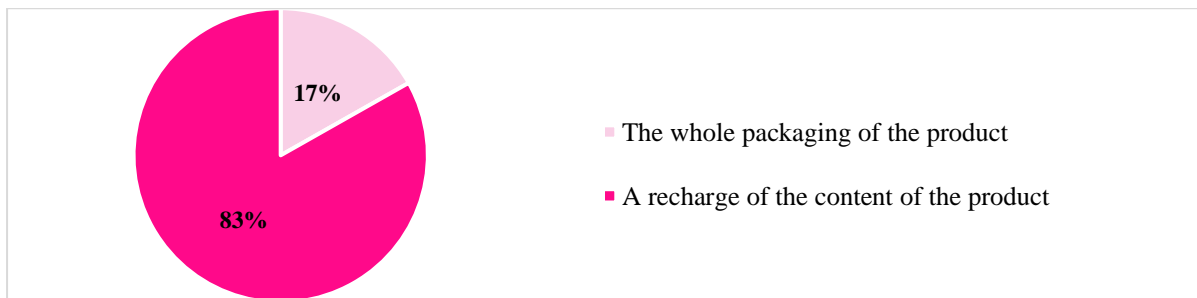 17%
The whole packaging of the product
A recharge of the content of the product
83%